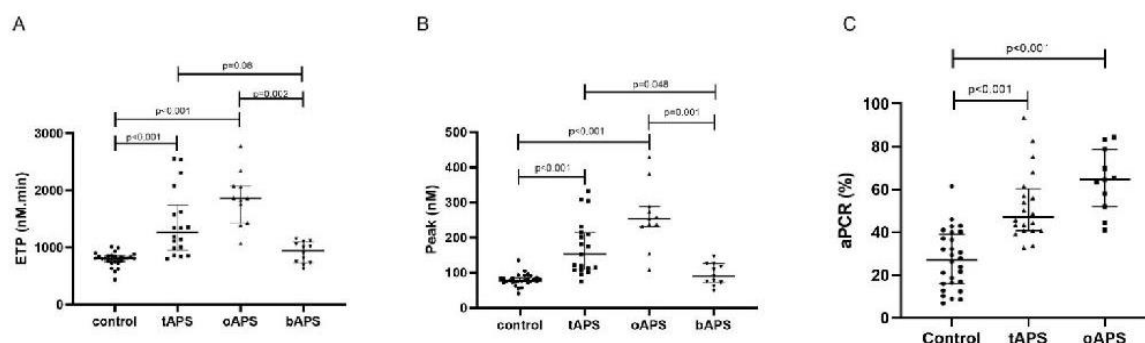 A
p=0.06
p=0.002
p<0.001
p<0.001
ETP (nM.min)
3000
2000
1000
0
control tAPS oAPS bAPS
B
p=0.048
p=0.001
p<0.001
p<0.001
Peak (nM)
500
400
300
200
100
0
control tAPS oAPS bAPS
C
p<0.001
p<0.001
aPCR (%)
100
80
60
40
20
0
Control tAPS oAPS